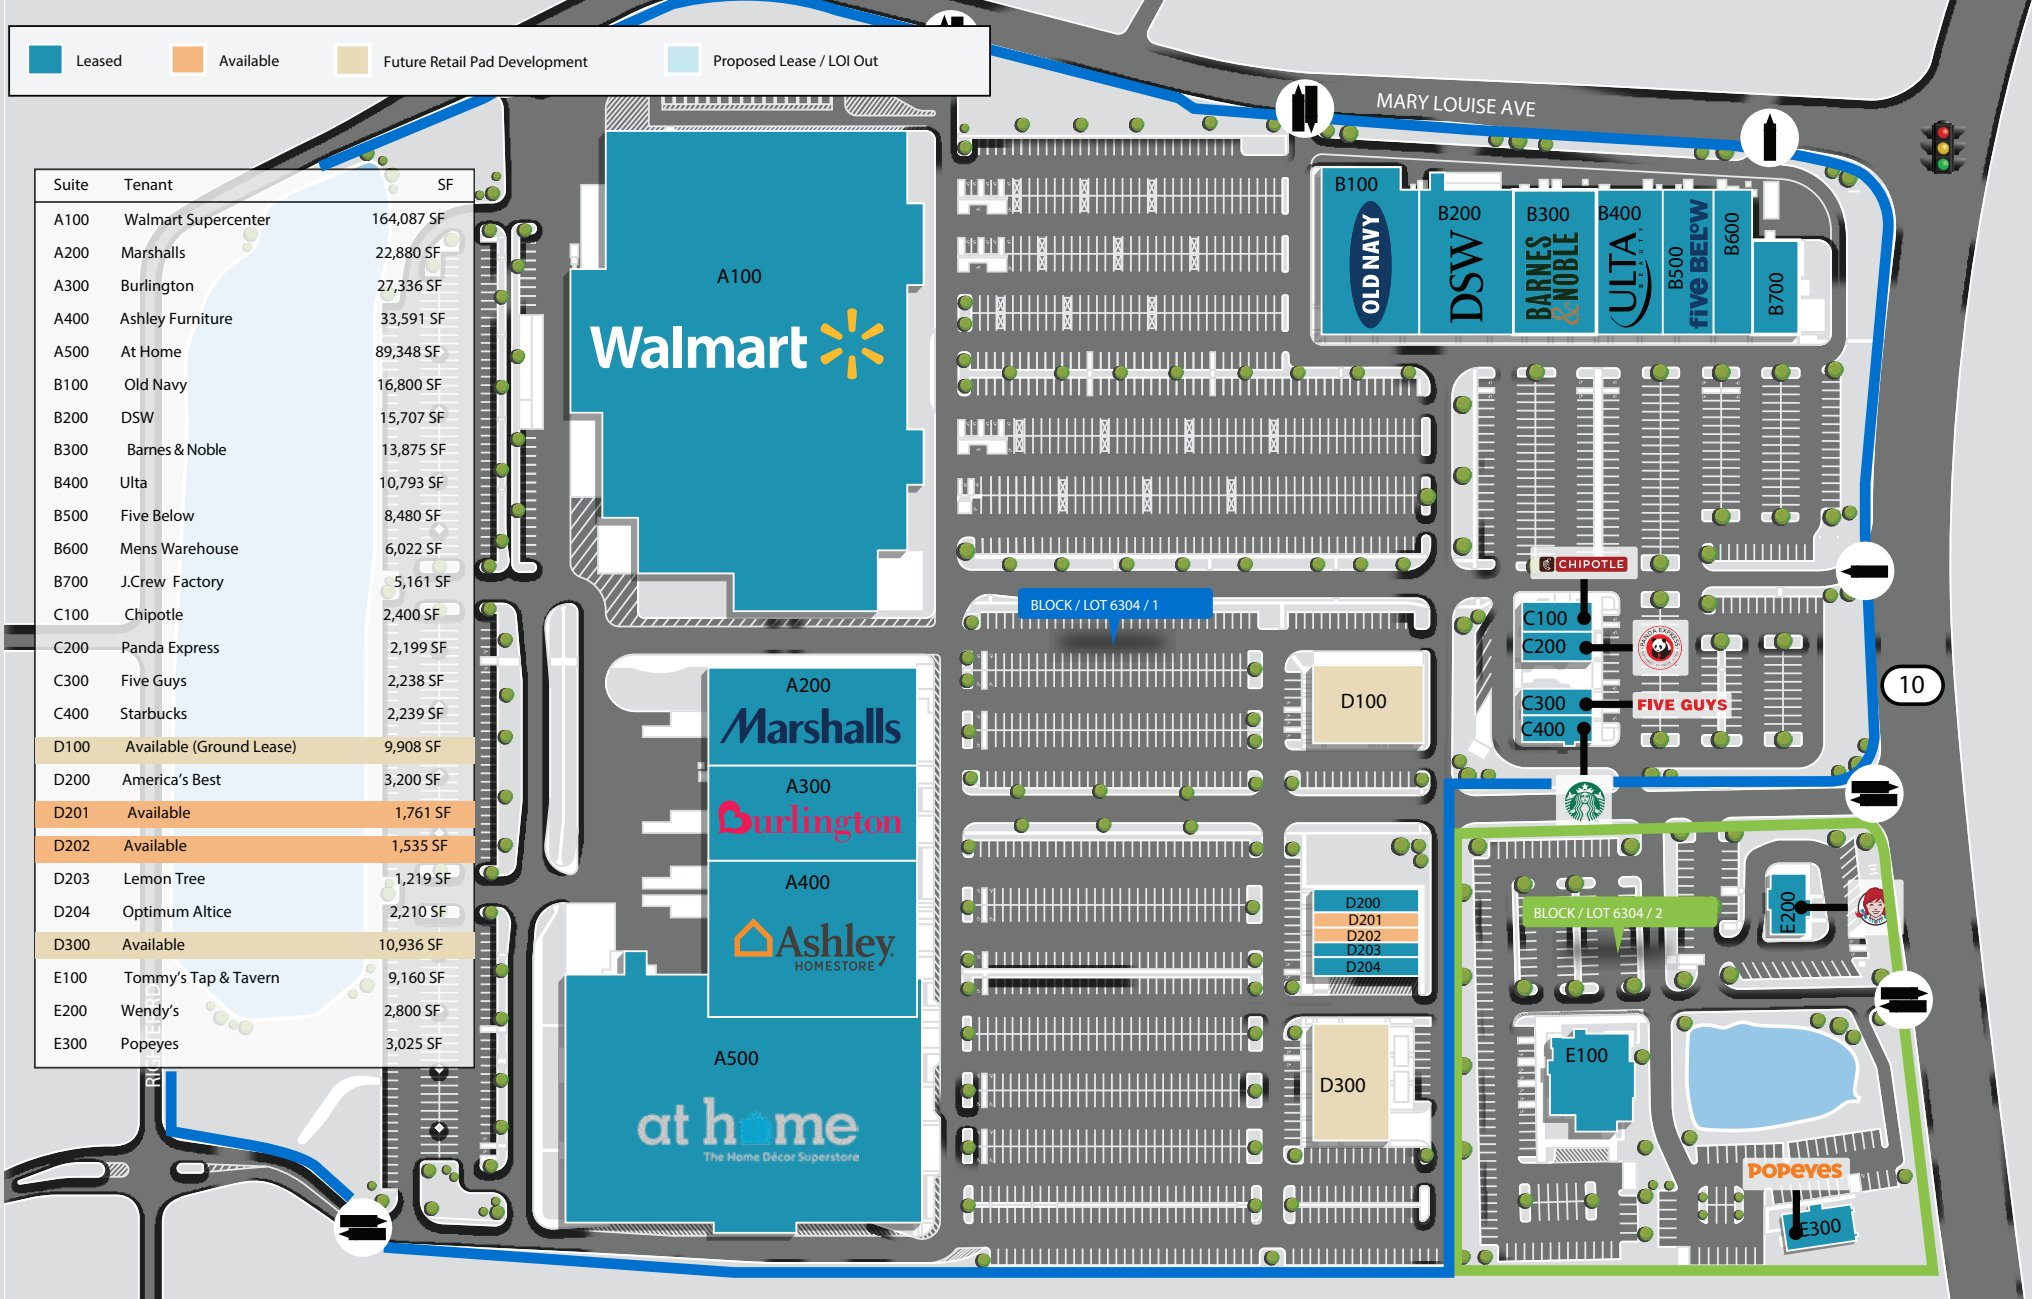 Leased
Available
Future Retail Pad Development
Proposed Lease / LOI Out
MARY LOUISE AVE
Suite Tenant SF
A100 Walmart Supercenter 164,087 SF
A200 Marshalls 22,880 SF
A300 Burlington 27,336 SF
A400 Ashley Furniture 33,591 SF
A500 At Home 89,348 SF
B100 Old Navy 16,800 SF
B200 DSW 15,707 SF
B300 Barnes & Noble 13,875 SF
B400 Ulta 10,793 SF
B500 Five Below 8,480 SF
B600 Mens Warehouse 6,022 SF
B700 J.Crew Factory 5,161 SF
C100 Chipotle 2,400 SF
C200 Panda Express 2,199 SF
C300 Five Guys 2,238 SF
C400 Starbucks 2,239 SF
D100 Available (Ground Lease) 9,908 SF
D200 America's Best 3,200 SF
D201 Available 1,761 SF
D202 Available 1,535 SF
D203 Lemon Tree 1,219 SF
D204 Optimum Altice 2,210 SF
D300 Available 10,936 SF
E100 Tommy's Tap & Tavern 9,160 SF
E200 Wendy's 2,800 SF
E300 Popeyes 3,025 SF
A100
Walmart
B100
OLD NAVY
B200
DSW
B300
BARNES
& NOBLE
B400
ULTA
BEAUTY
B500
five BELOW
B600
B700
CHIPOTLE
BLOCK / LOT 6304 / 1
C100
C200
PANDA EXPRESS
C300
FIVE GUYS
C400
10
A200
Marshalls
D100
A300
Burlington
A400
Ashley
HOMESTORE
D200
D201
D202
D203
D204
BLOCK / LOT 6304 / 2
E200
A500
at home
The Home Décor Superstore
D300
E100
POPEYES
E300